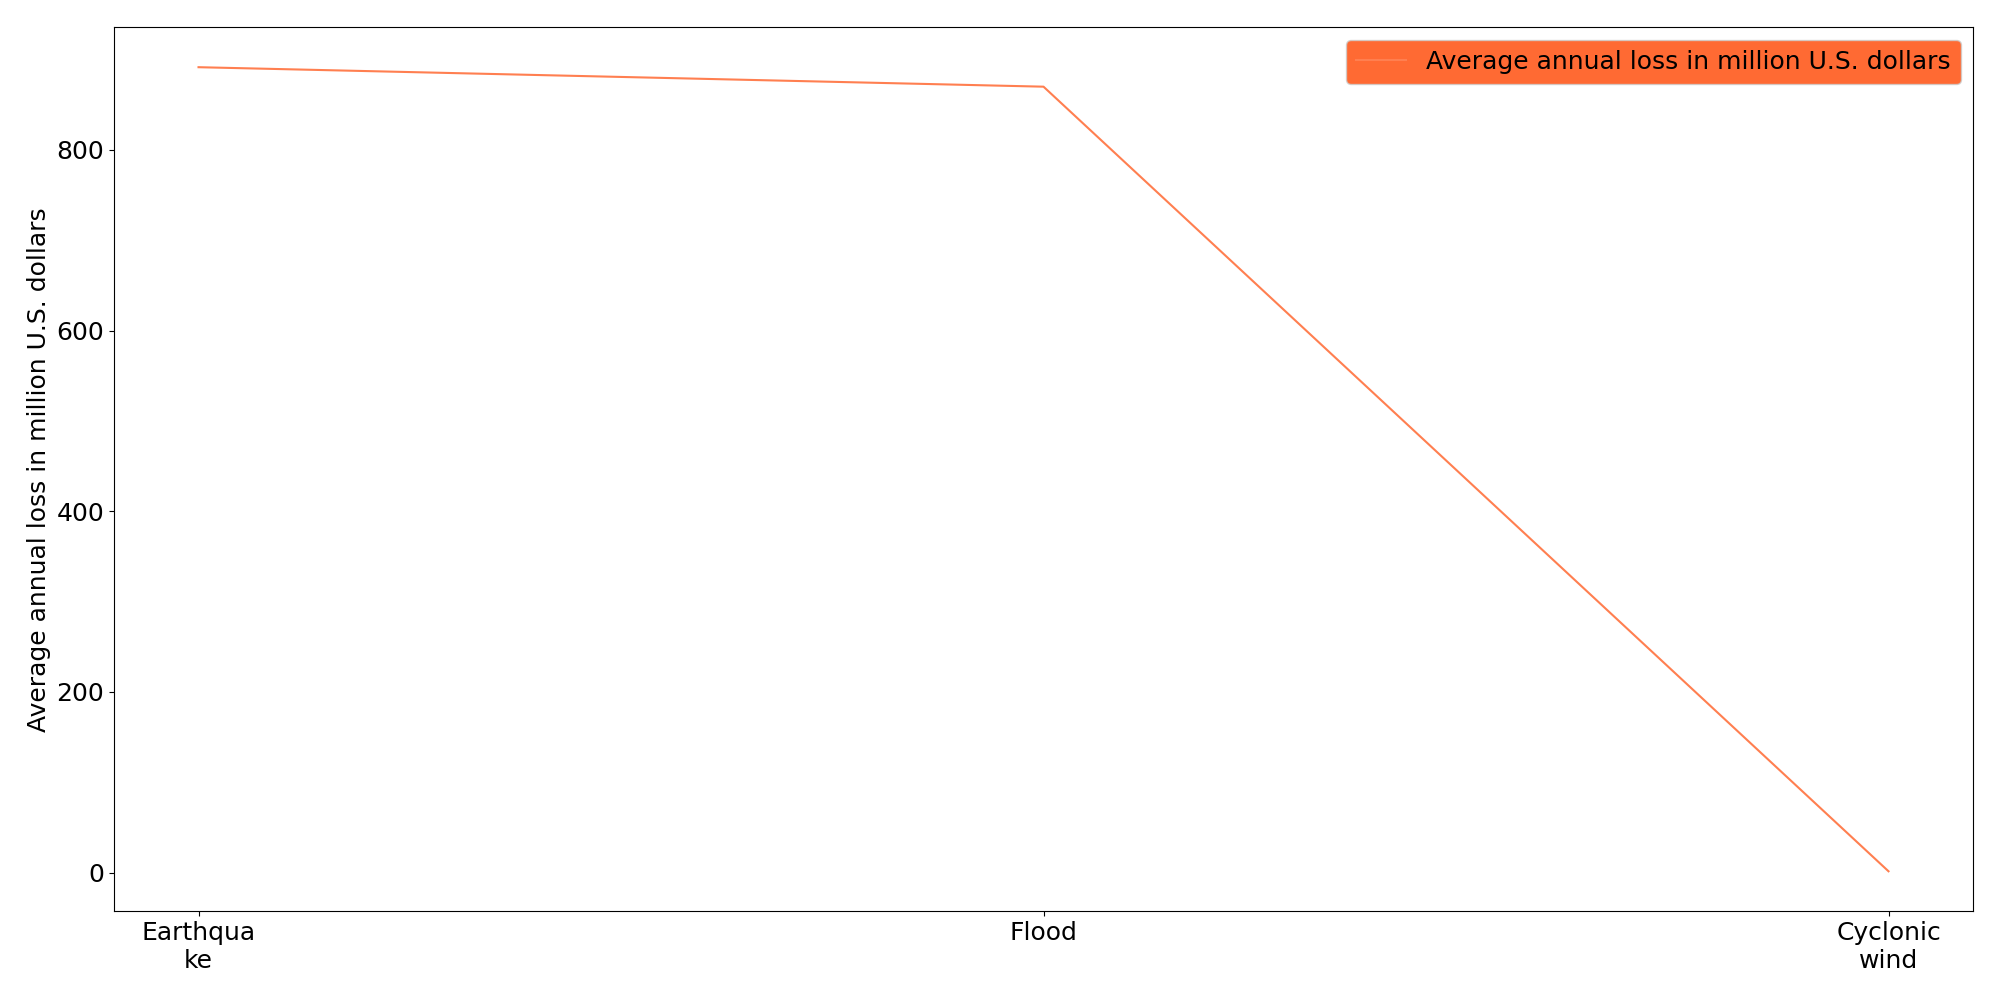 Average annual loss in million U.S. dollars
Average annual loss in million U.S. dollars
800
600
400
200
0
Earthqua
ke
Flood
Cyclonic
wind